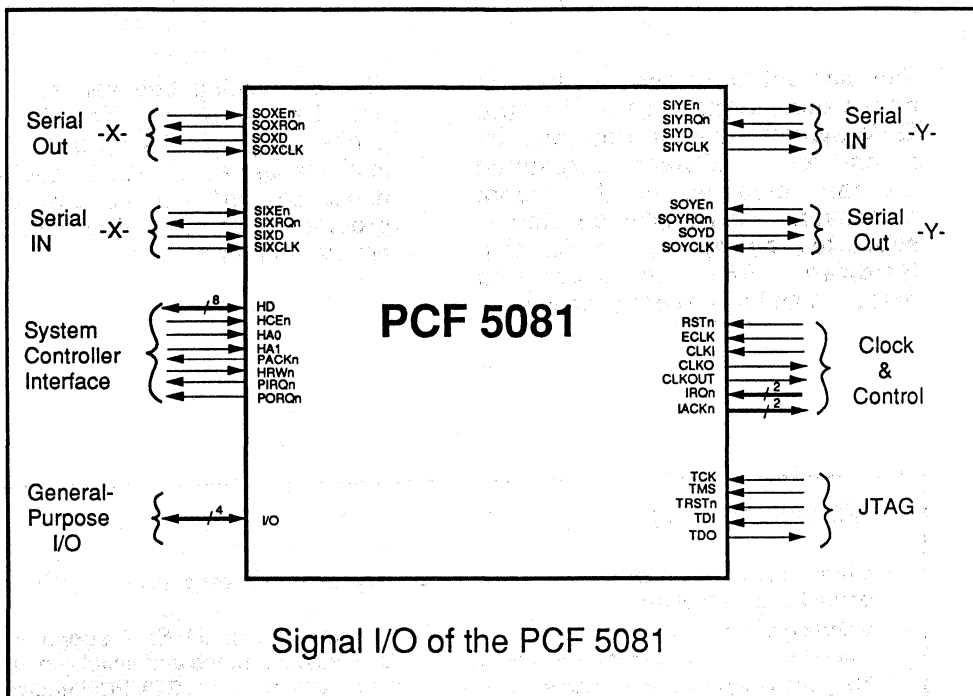 Serial
Out -X-
SOXEn
SOXRQn
SOXD
SOXCLK
Serial
IN -X-
SIXEn
SIXRQn
SIXD
SIXCLK
System
Controller
Interface
8
HD
HCEn
HA0
HA1
PACKn
HRWn
PIRQn
PORQn
General-
Purpose
I/O
4
I/O
PCF 5081
SIYEn
SIYRQn
SIYD
SIYCLK
Serial
IN -Y-
SOYEn
SOYRQn
SOYD
SOYCLK
Serial
Out -Y-
RSTn
ECLK
CLKI
CLKO
CLKOUT
IRQn
2
IACKn
2
Clock
&
Control
TCK
TMS
TRSTn
TDI
TDO
JTAG
Signal I/O of the PCF 5081